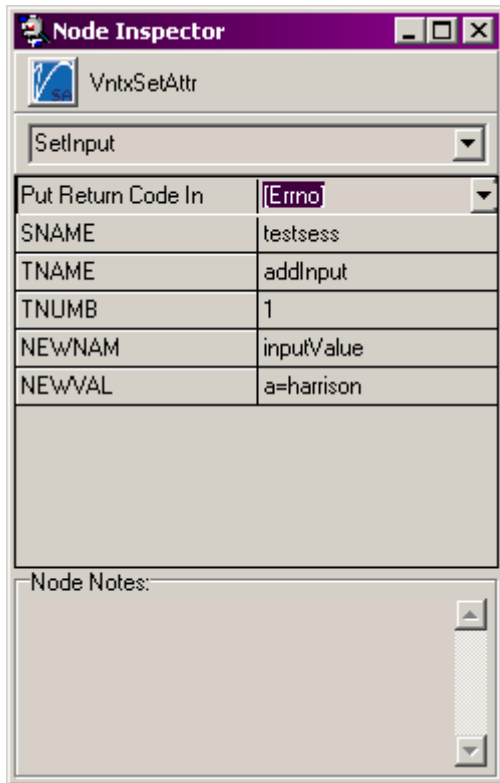 Node Inspector
SA
VntxSetAttr
SetInput
Put Return Code In [Errno]
SNAME testsess
TNAME addInput
TNUMB 1
NEWNAM inputValue
NEWVAL a=harrison
Node Notes: